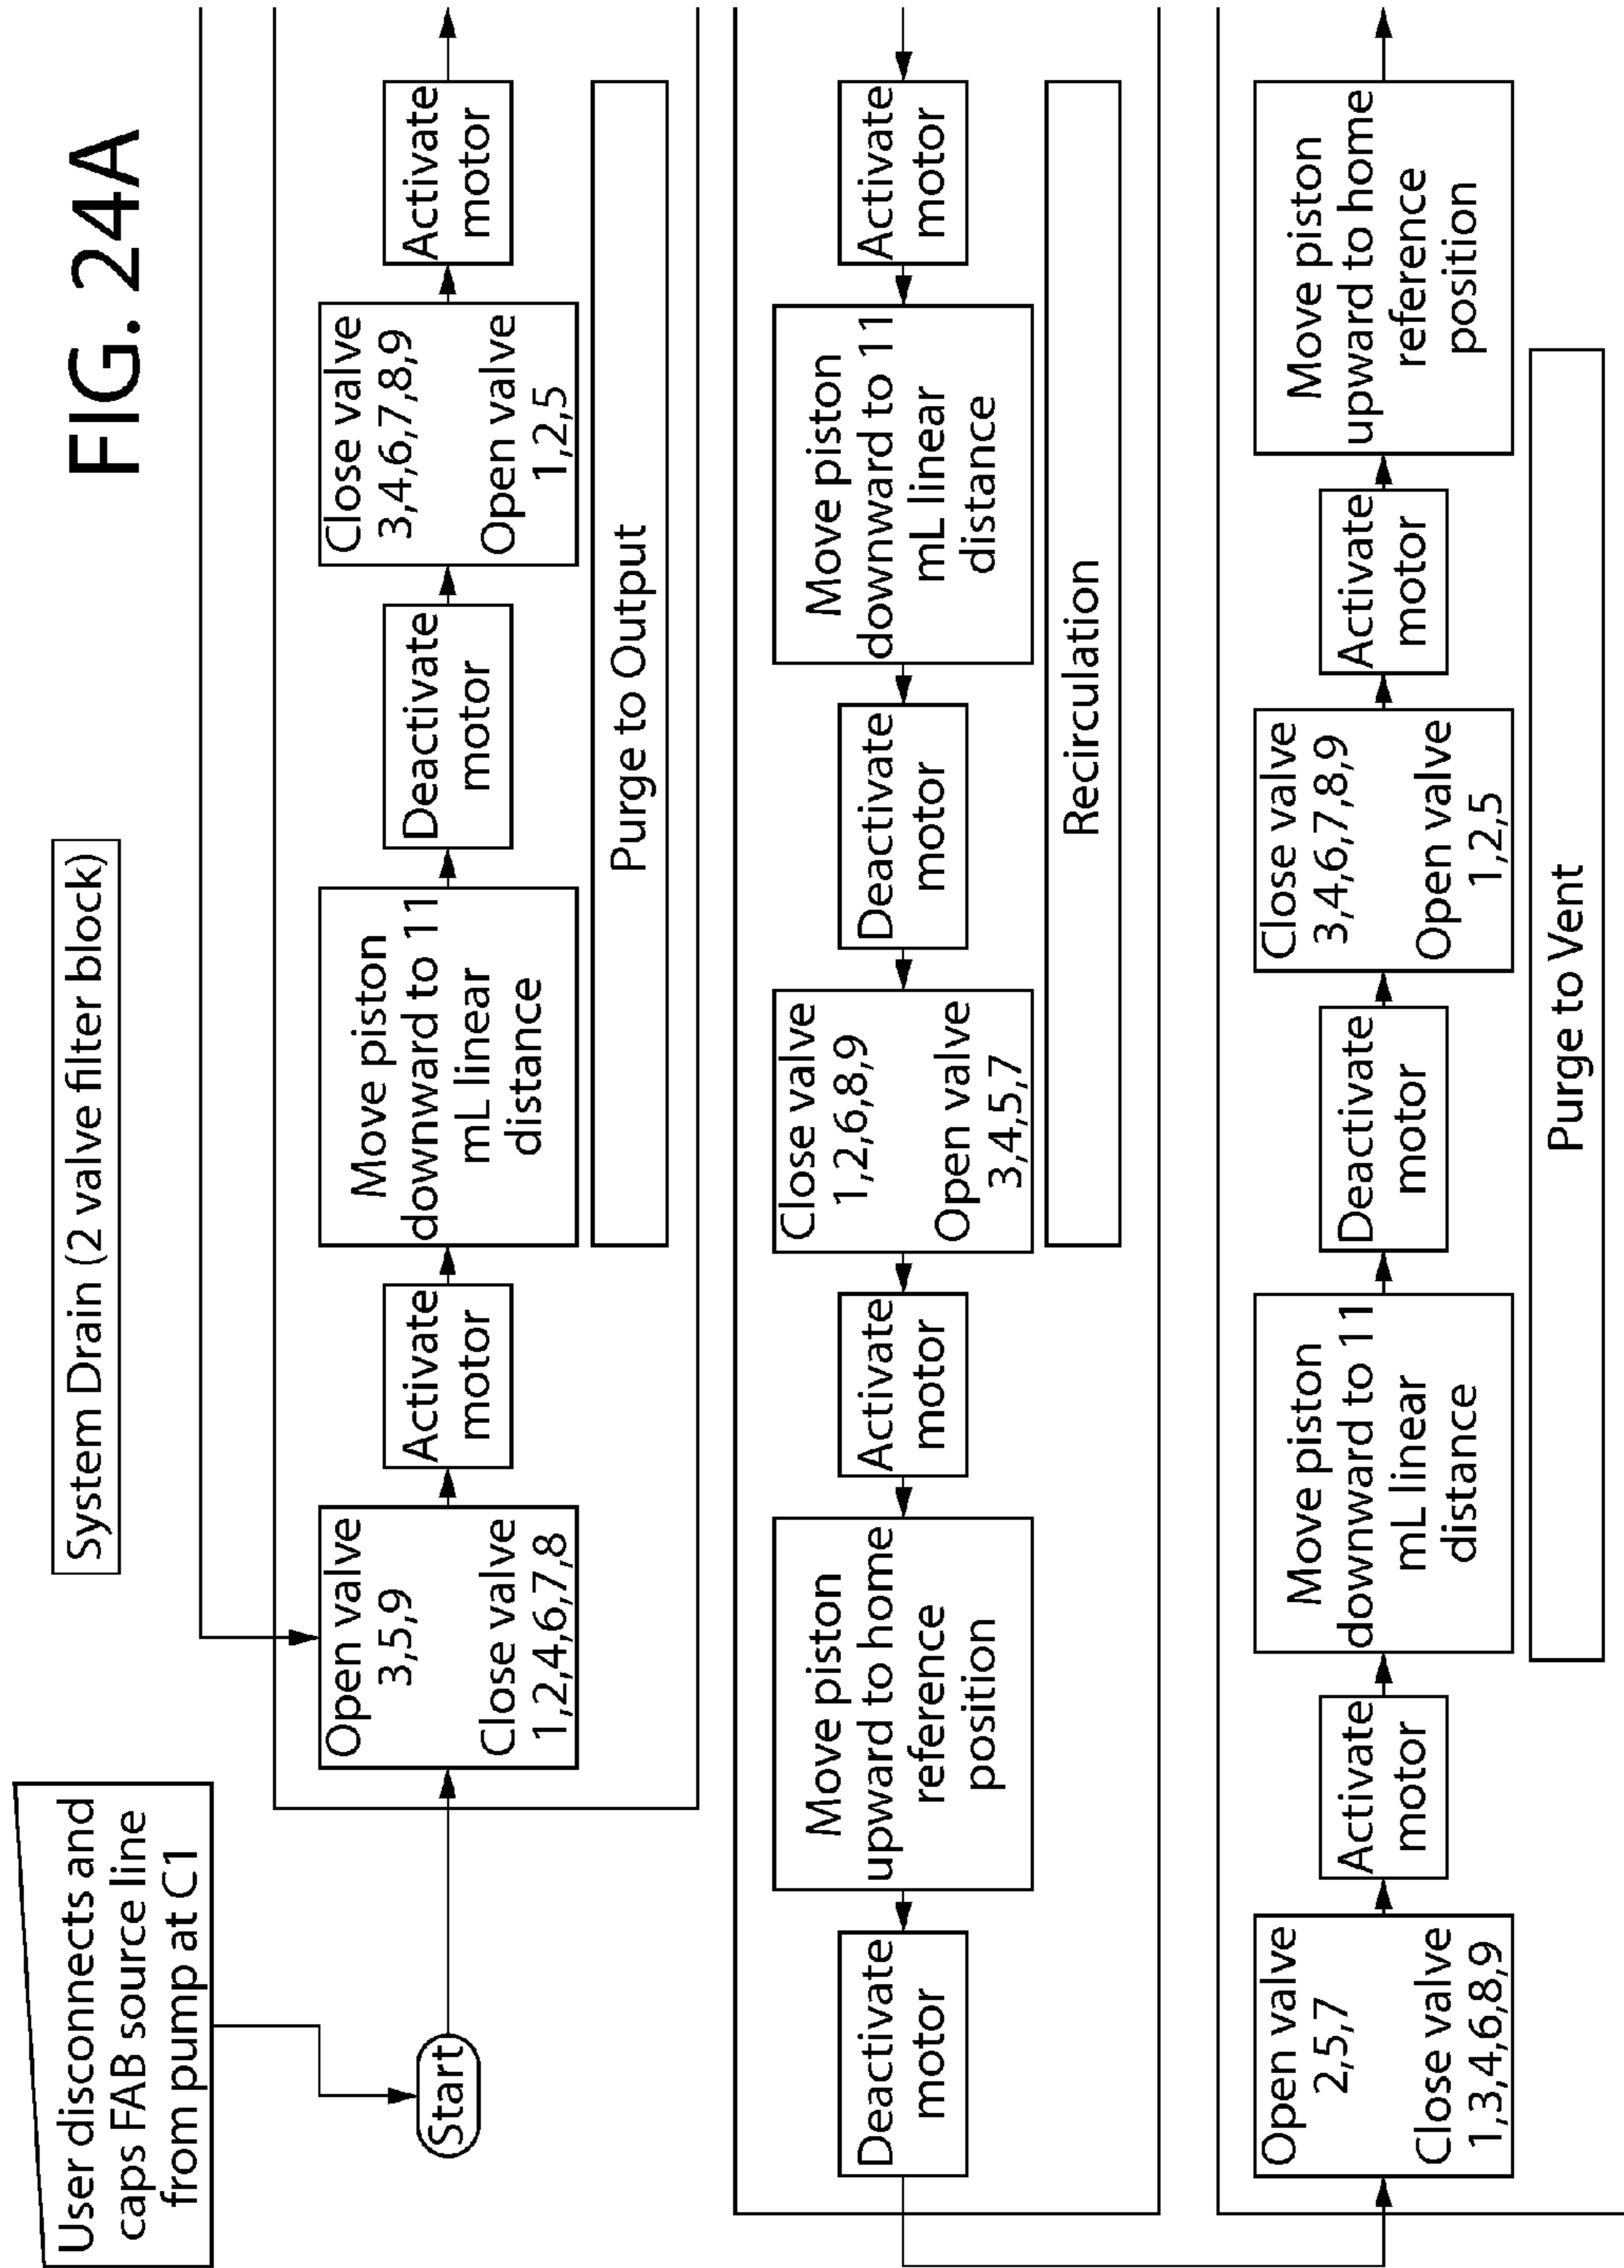 FIG. 24A
System Drain (2 valve filter block)
User disconnects and
caps FAB source line
from pump at C1
Start
Open valve
3,5,9
Close valve
1,2,4,6,7,8
Activate
motor
Move piston
downward to 11
mL linear
distance
Deactivate
motor
Close valve
3,4,6,7,8,9
Open valve
1,2,5
Activate
motor
Purge to Output
Activate
motor
Move piston
downward to 11
mL linear
distance
Deactivate
motor
Close valve
1,2,6,8,9
Open valve
3,4,5,7
Activate
motor
Move piston
upward to home
reference
position
Deactivate
motor
Recirculation
Open valve
2,5,7
Close valve
1,3,4,6,8,9
Activate
motor
Move piston
downward to 11
mL linear
distance
Deactivate
motor
Close valve
3,4,6,7,8,9
Open valve
1,2,5
Activate
motor
Move piston
upward to home
reference
position
Purge to Vent